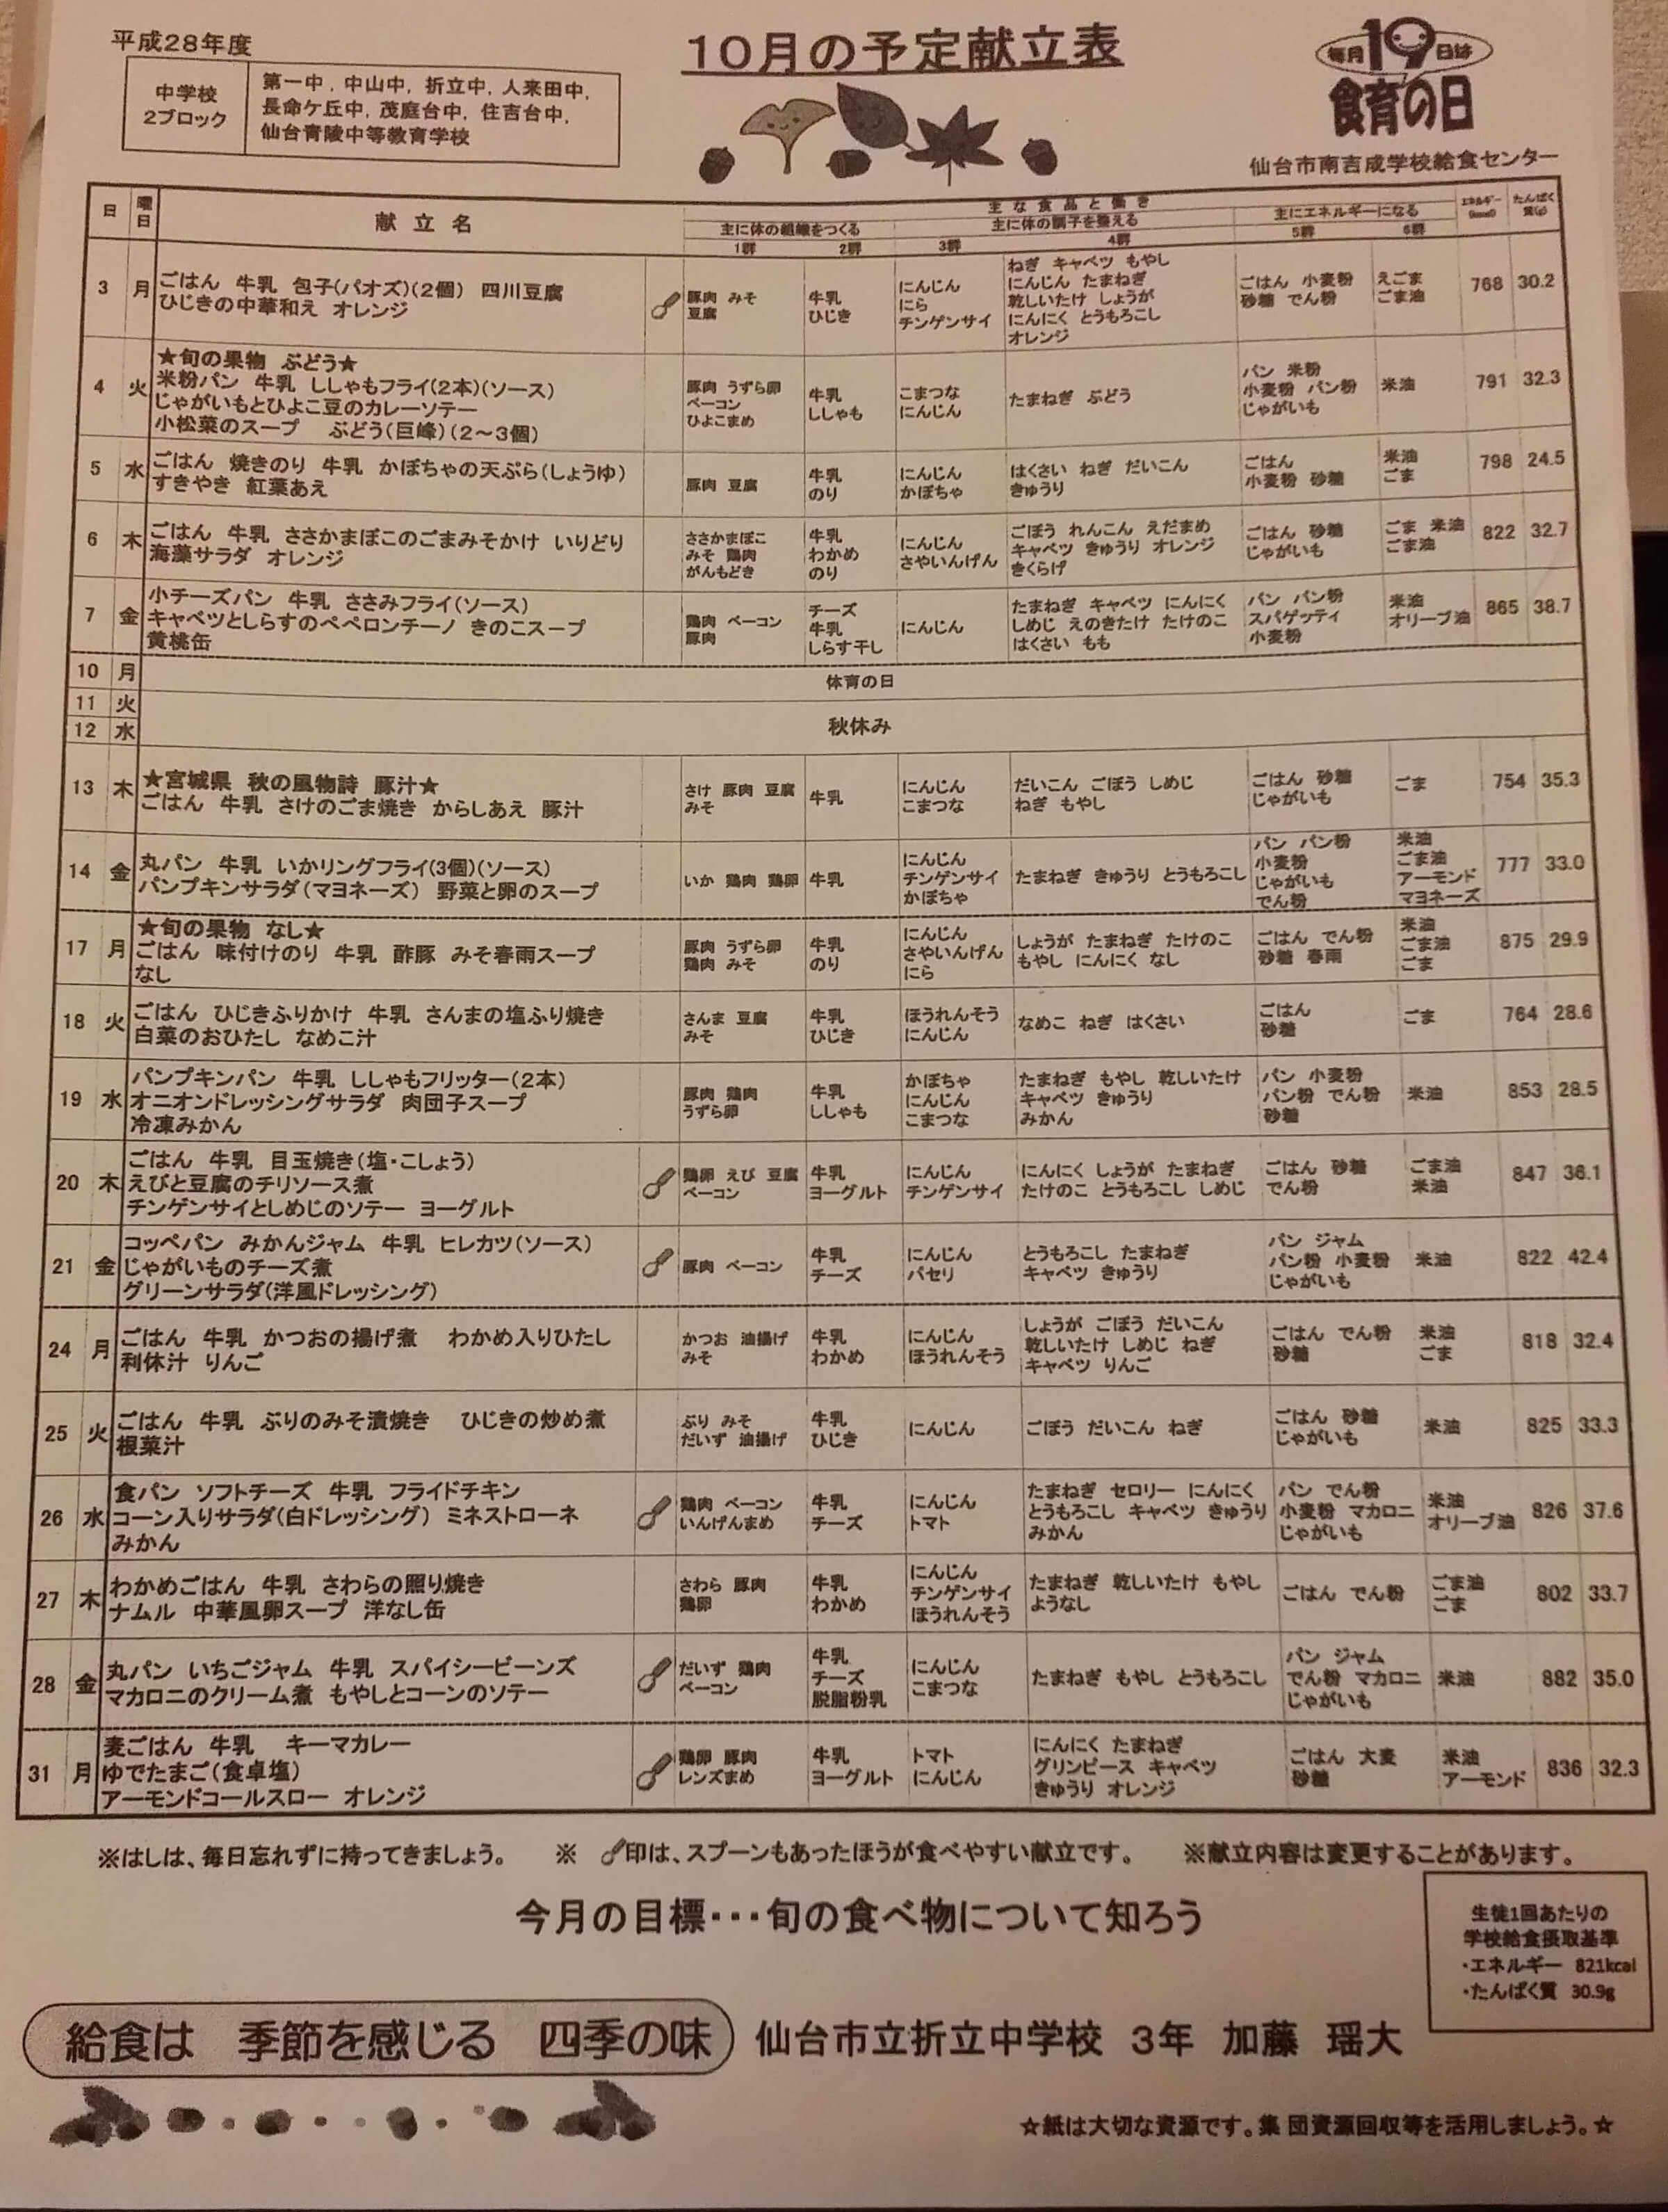 平成28年度
10月の予定献立表
毎月19日は
食育の日
中学校
2ブロック
第一中, 中山中, 折立中, 人来田中,
長命ケ丘中, 茂庭台中, 住吉台中,
仙台青陵中等教育学校
仙台市南吉成学校給食センター
日 曜日 献立名 主な食品と働き エネルギー(kcal) たんぱく質(g)
主に体の組織をつくる 主に体の調子を整える 主にエネルギーになる
1群 2群 3群 4群 5群 6群
3 月 ごはん 牛乳 包子(パオズ)(2個) 四川豆腐
ひじきの中華和え オレンジ
豚肉 みそ
豆腐
牛乳
ひじき
にんじん
にら
チンゲンサイ
ねぎ キャベツ もやし
にんじん たまねぎ
乾しいたけ しょうが
にんにく とうもろこし
オレンジ
ごはん 小麦粉
砂糖 でん粉
えごま
ごま油
768 30.2
4 火 ★旬の果物 ぶどう★
米粉パン 牛乳 ししゃもフライ(2本)(ソース)
じゃがいもとひよこ豆のカレーソテー
小松菜のスープ ぶどう(巨峰)(2～3個)
豚肉 うずら卵
ベーコン
ひよこまめ
牛乳
ししゃも
こまつな
にんじん
たまねぎ ぶどう
パン 米粉
小麦粉 パン粉
じゃがいも
米油
791 32.3
5 水 ごはん 焼きのり 牛乳 かぼちゃの天ぷら(しょうゆ)
すきやき 紅葉あえ
豚肉 豆腐
牛乳
のり
にんじん
かぼちゃ
はくさい ねぎ だいこん
きゅうり
ごはん
小麦粉 砂糖
米油
ごま
798 24.5
6 木 ごはん 牛乳 ささかまぼこのごまみそかけ いりどり
海藻サラダ オレンジ
ささかまぼこ
みそ 鶏肉
がんもどき
牛乳
わかめ
のり
にんじん
さやいんげん
ごぼう れんこん えだまめ
キャベツ きゅうり オレンジ
きくらげ
ごはん 砂糖
じゃがいも
ごま 米油
ごま油
822 32.7
7 金 小チーズパン 牛乳 ささみフライ(ソース)
キャベツとしらすのペペロンチーノ きのこスープ
黄桃缶
鶏肉 ベーコン
豚肉
チーズ
牛乳
しらす干し
にんじん
たまねぎ キャベツ にんにく
しめじ えのきたけ たけのこ
はくさい もも
パン パン粉
スパゲッティ
小麦粉
米油
オリーブ油
865 38.7
10 月 体育の日
11 火
12 水
秋休み
13 木 ★宮城県 秋の風物詩 豚汁★
ごはん 牛乳 さけのごま焼き からしあえ 豚汁
さけ 豚肉 豆腐
みそ
牛乳
にんじん
こまつな
だいこん ごぼう しめじ
ねぎ もやし
ごはん 砂糖
じゃがいも
ごま
754 35.3
14 金 丸パン 牛乳 いかリングフライ(3個)(ソース)
パンプキンサラダ(マヨネーズ) 野菜と卵のスープ
いか 鶏肉 鶏卵
牛乳
にんじん
チンゲンサイ
かぼちゃ
たまねぎ きゅうり とうもろこし
パン パン粉
小麦粉
じゃがいも
でん粉
米油
ごま油
アーモンド
マヨネーズ
777 33.0
17 月 ★旬の果物 なし★
ごはん 味付けのり 牛乳 酢豚 みそ春雨スープ
なし
豚肉 うずら卵
鶏肉 みそ
牛乳
のり
にんじん
さやいんげん
にら
しょうが たまねぎ たけのこ
もやし にんにく なし
ごはん でん粉
砂糖 春雨
米油
ごま油
ごま
875 29.9
18 火 ごはん ひじきふりかけ 牛乳 さんまの塩ふり焼き
白菜のおひたし なめこ汁
さんま 豆腐
みそ
牛乳
ひじき
ほうれんそう
にんじん
なめこ ねぎ はくさい
ごはん
砂糖
ごま
764 28.6
19 水 パンプキンパン 牛乳 ししゃもフリッター(2本)
オニオンドレッシングサラダ 肉団子スープ
冷凍みかん
豚肉 鶏肉
うずら卵
牛乳
ししゃも
かぼちゃ
にんじん
こまつな
たまねぎ もやし 乾しいたけ
キャベツ きゅうり
みかん
パン 小麦粉
パン粉 でん粉
砂糖
米油
853 28.5
20 木 ごはん 牛乳 目玉焼き(塩・こしょう)
えびと豆腐のチリソース煮
チンゲンサイとしめじのソテー ヨーグルト
鶏卵 えび 豆腐
ベーコン
牛乳
ヨーグルト
にんじん
チンゲンサイ
にんにく しょうが たまねぎ
たけのこ とうもろこし しめじ
ごはん 砂糖
でん粉
ごま油
米油
847 36.1
21 金 コッペパン みかんジャム 牛乳 ヒレカツ(ソース)
じゃがいものチーズ煮
グリーンサラダ(洋風ドレッシング)
豚肉 ベーコン
牛乳
チーズ
にんじん
パセリ
とうもろこし たまねぎ
キャベツ きゅうり
パン ジャム
パン粉 小麦粉
じゃがいも
米油
822 42.4
24 月 ごはん 牛乳 かつおの揚げ煮 わかめ入りひたし
利休汁 りんご
かつお 油揚げ
みそ
牛乳
わかめ
にんじん
ほうれんそう
しょうが ごぼう だいこん
乾しいたけ しめじ ねぎ
キャベツ りんご
ごはん でん粉
砂糖
米油
ごま
818 32.4
25 火 ごはん 牛乳 ぶりのみそ漬焼き ひじきの炒め煮
根菜汁
ぶり みそ
だいず 油揚げ
牛乳
ひじき
にんじん
ごぼう だいこん ねぎ
ごはん 砂糖
じゃがいも
米油
825 33.3
26 水 食パン ソフトチーズ 牛乳 フライドチキン
コーン入りサラダ(白ドレッシング) ミネストローネ
みかん
鶏肉 ベーコン
いんげんまめ
牛乳
チーズ
にんじん
トマト
たまねぎ セロリー にんにく
とうもろこし キャベツ きゅうり
みかん
パン でん粉
小麦粉 マカロニ
じゃがいも
米油
オリーブ油
826 37.6
27 木 わかめごはん 牛乳 さわらの照り焼き
ナムル 中華風卵スープ 洋なし缶
さわら 豚肉
鶏卵
牛乳
わかめ
にんじん
チンゲンサイ
ほうれんそう
たまねぎ 乾しいたけ もやし
ようなし
ごはん でん粉
ごま油
ごま
802 33.7
28 金 丸パン いちごジャム 牛乳 スパイシービーンズ
マカロニのクリーム煮 もやしとコーンのソテー
だいず 鶏肉
ベーコン
牛乳
チーズ
脱脂粉乳
にんじん
こまつな
たまねぎ もやし とうもろこし
パン ジャム
でん粉 マカロニ
じゃがいも
米油
882 35.0
31 月 麦ごはん 牛乳 キーマカレー
ゆでたまご(食卓塩)
アーモンドコールスロー オレンジ
鶏卵 豚肉
レンズまめ
牛乳
ヨーグルト
トマト
にんじん
にんにく たまねぎ
グリンピース キャベツ
きゅうり オレンジ
ごはん 大麦
砂糖
米油
アーモンド
836 32.3
※はしは、毎日忘れずに持ってきましょう。 ※ 印は、スプーンもあったほうが食べやすい献立です。 ※献立内容は変更することがあります。
今月の目標・・・旬の食べ物について知ろう
生徒1回あたりの
学校給食摂取基準
・エネルギー 821kcal
・たんぱく質 30.9g
給食は 季節を感じる 四季の味 仙台市立折立中学校 3年 加藤 瑶大
☆紙は大切な資源です。集団資源回収等を活用しましょう。☆